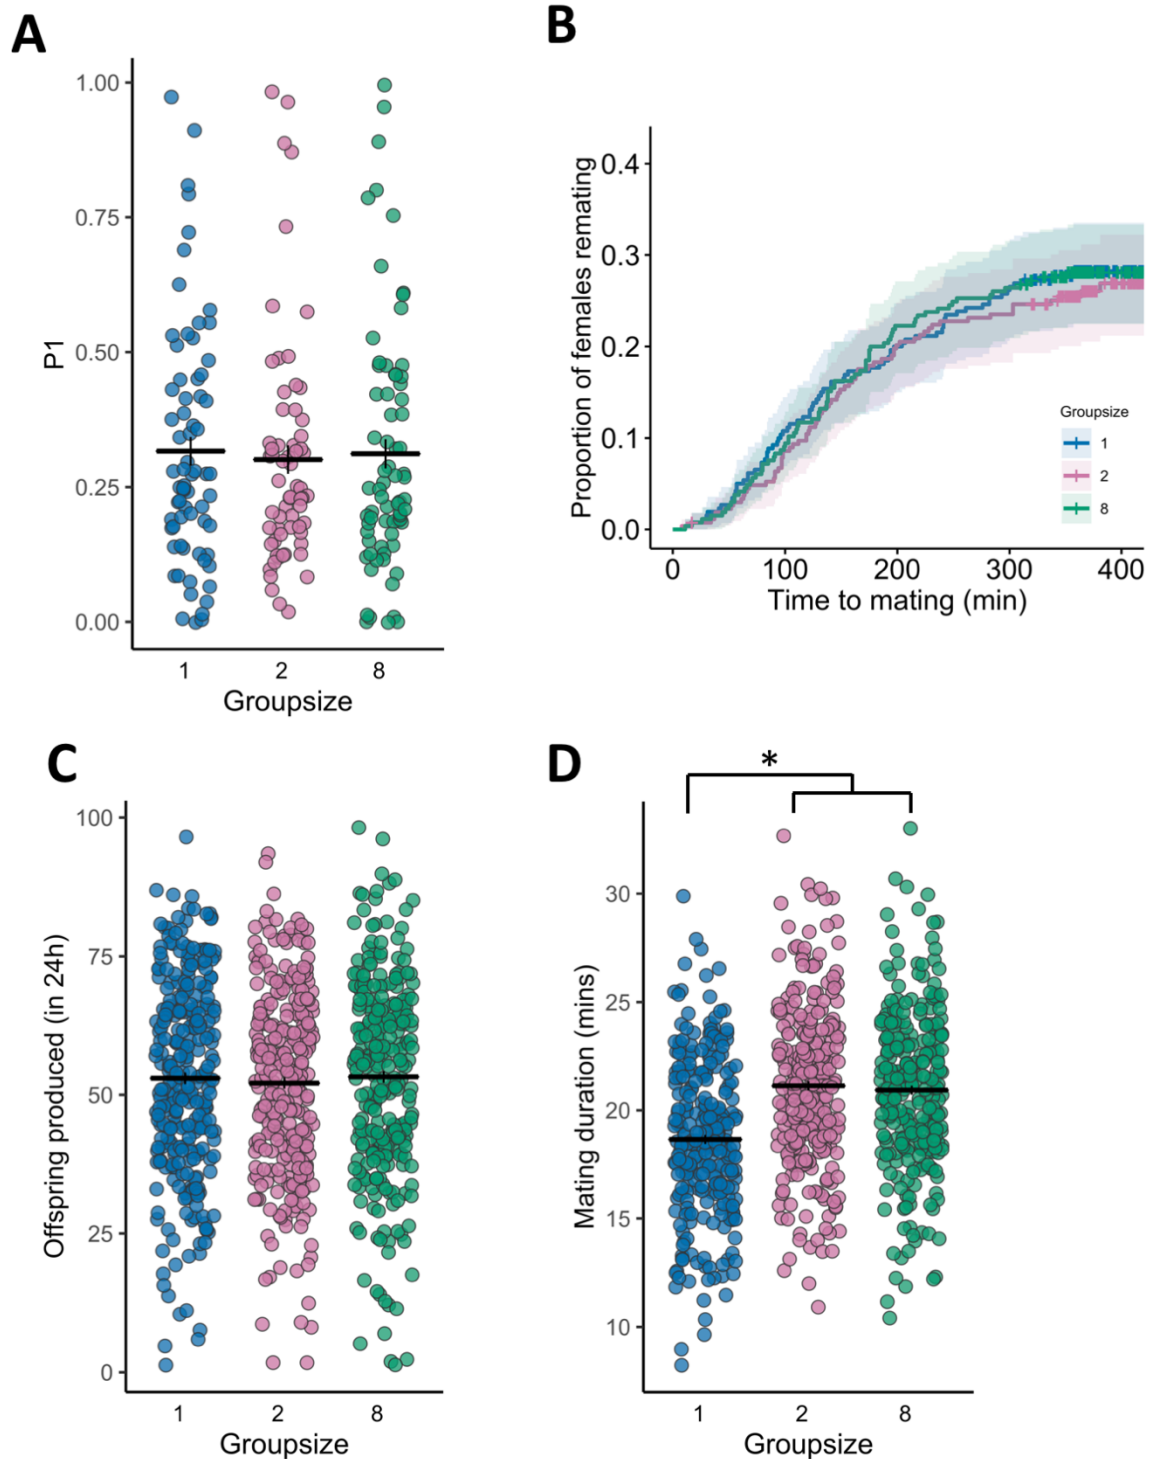 A
P1
1.00
0.75
0.50
0.25
0.00
1 2 8
Groupsize
B
Proportion of females remating
0.4
0.3
0.2
0.1
0.0
Groupsize
1
2
8
0 100 200 300 400
Time to mating (min)
C
Offspring produced (in 24h)
100
75
50
25
0
1 2 8
Groupsize
D
*
Mating duration (mins)
30
25
20
15
10
1 2 8
Groupsize